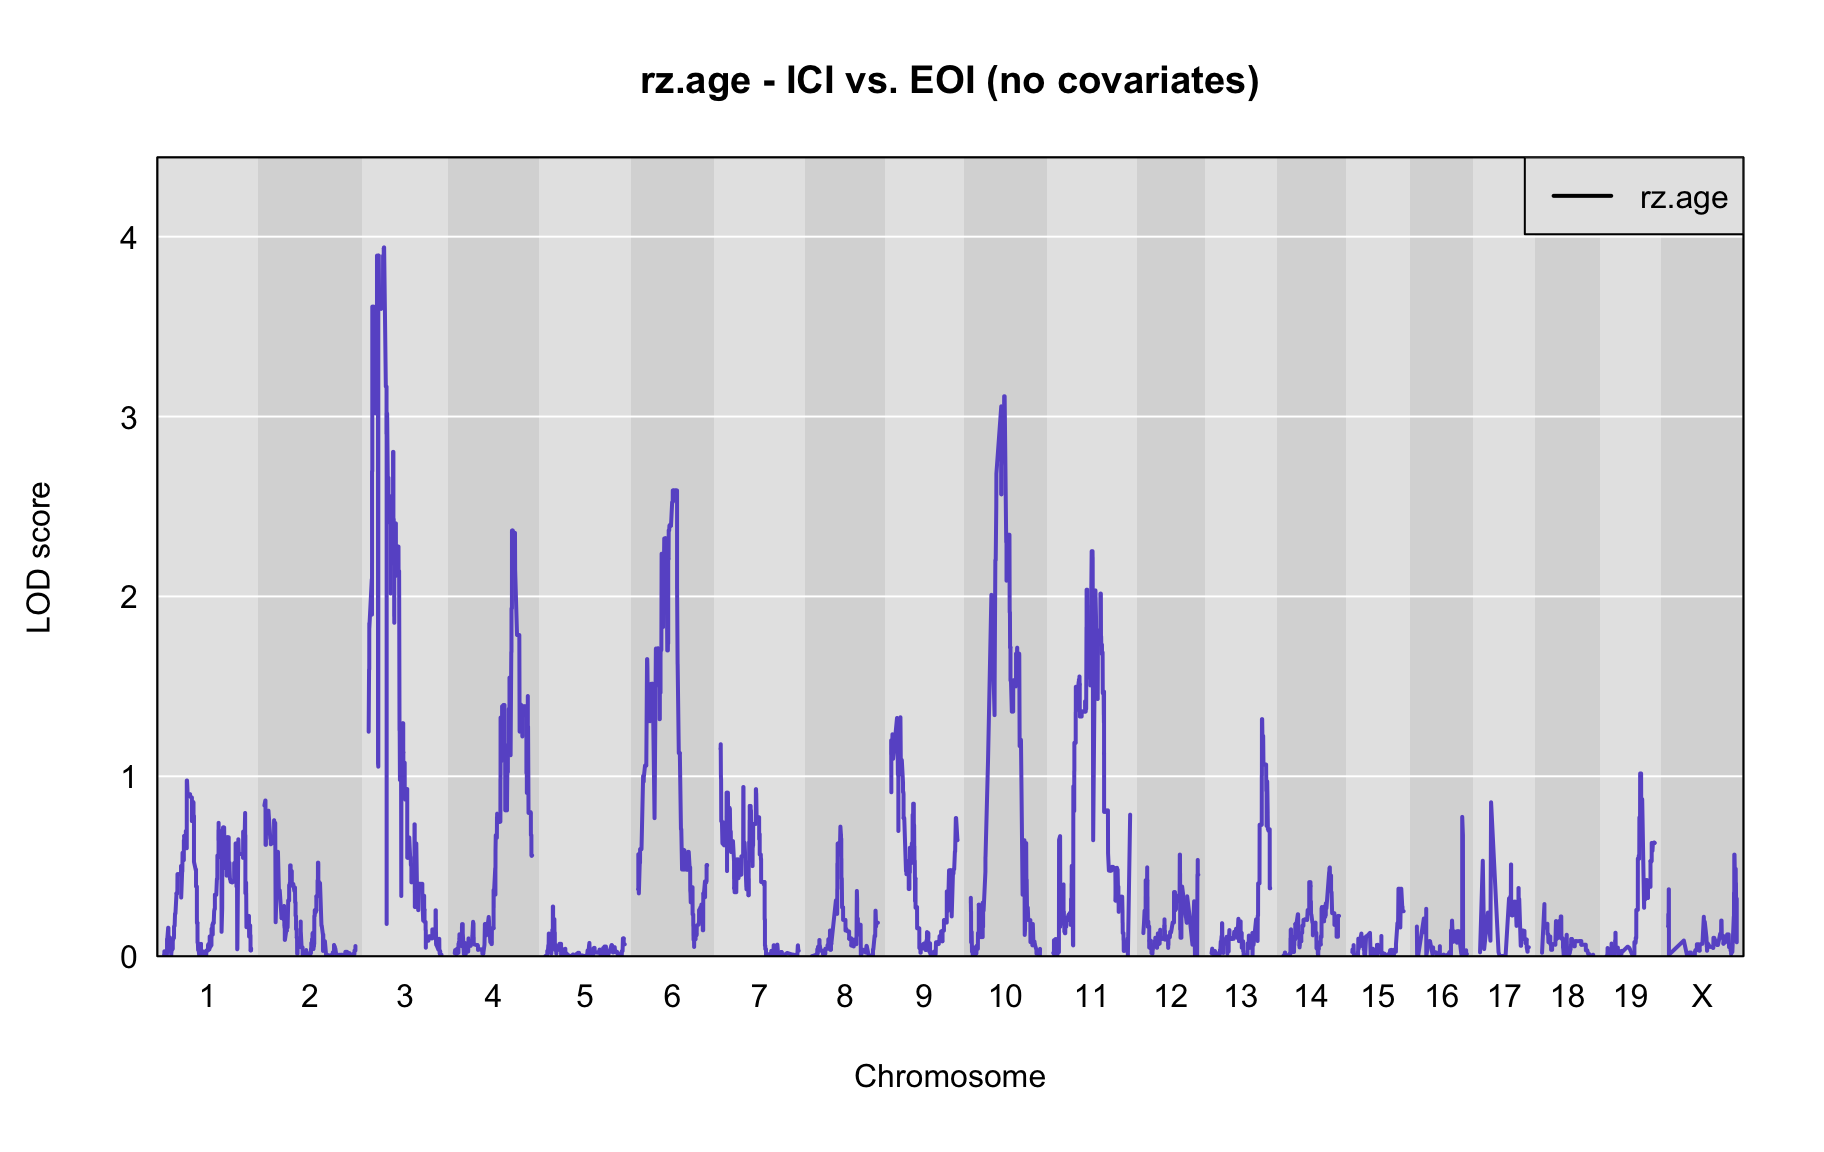 rz.age - ICI vs. EOI (no covariates)
rz.age
4
3
2
1
0
LOD score
1 2 3 4 5 6 7 8 9 10 11 12 13 14 15 16 17 18 19 X
Chromosome